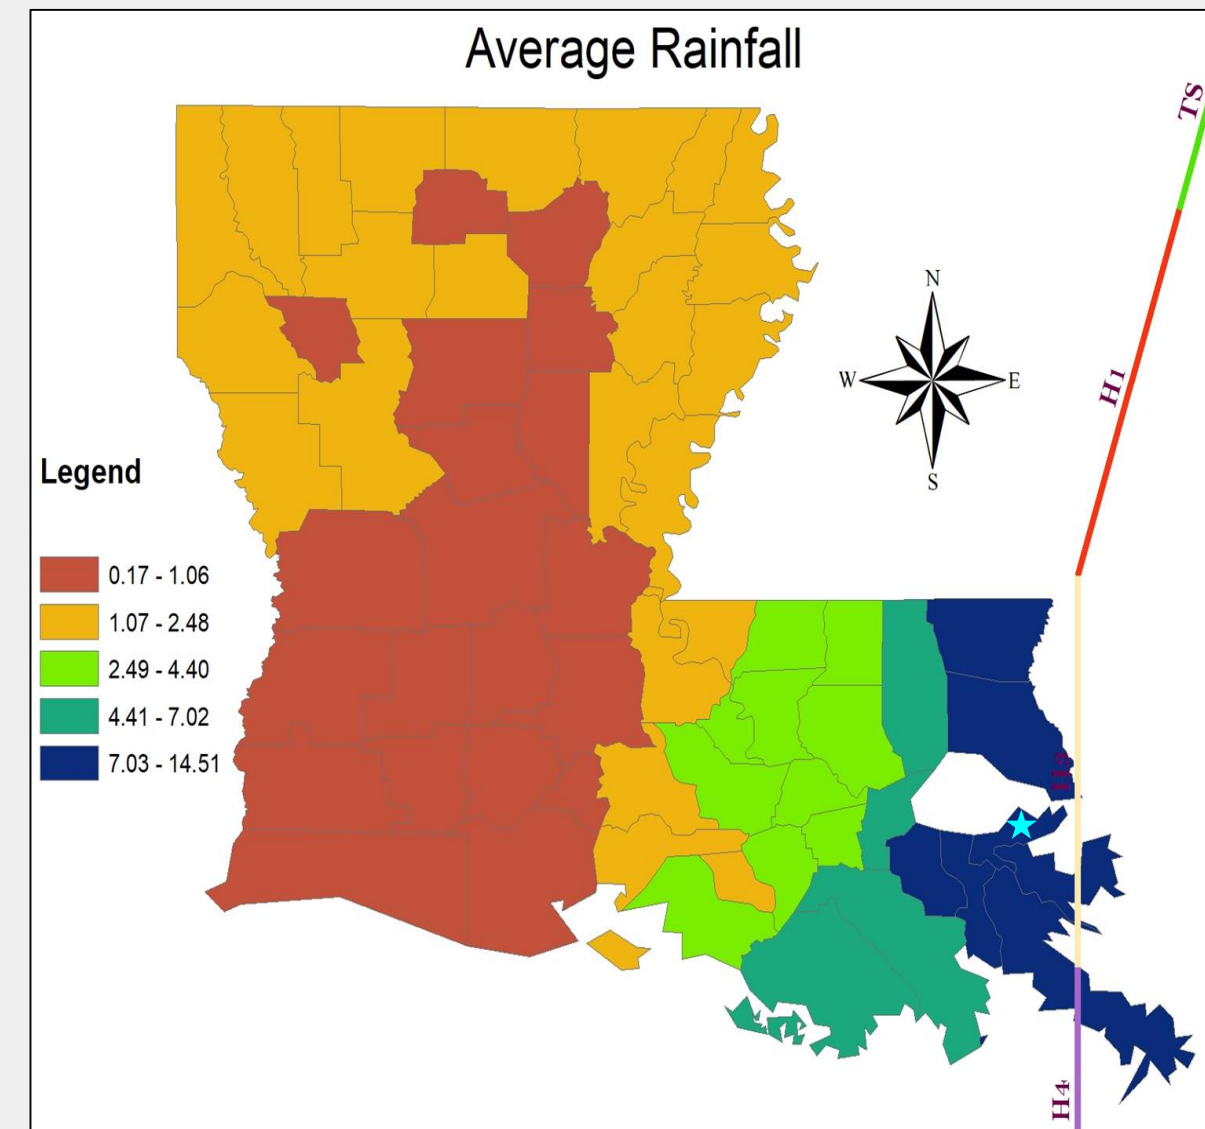 Average Rainfall
TS
N
W
E
S
H1
Legend
0.17 - 1.06
1.07 - 2.48
2.49 - 4.40
4.41 - 7.02
7.03 - 14.51
H4